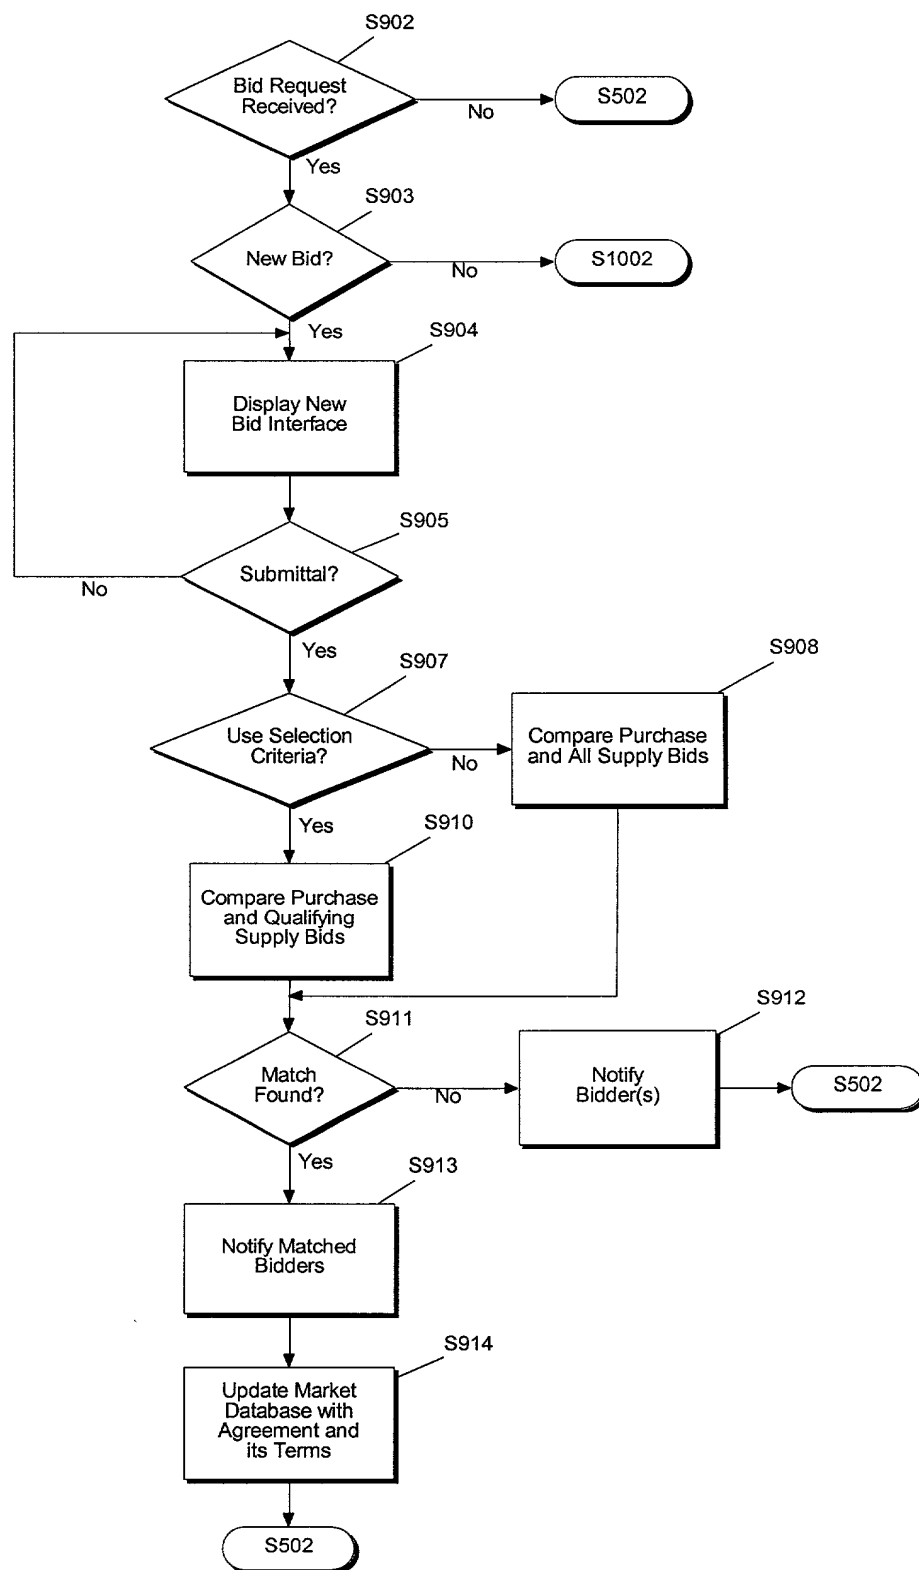 S902
Bid Request
Received?
No
S502
Yes
S903
New Bid?
No
S1002
Yes
S904
Display New
Bid Interface
S905
Submittal?
No
Yes
S907
Use Selection
Criteria?
No
S908
Compare Purchase
and All Supply Bids
Yes
S910
Compare Purchase
and Qualifying
Supply Bids
S911
Match
Found?
No
S912
Notify
Bidder(s)
S502
Yes
S913
Notify Matched
Bidders
S914
Update Market
Database with
Agreement and
its Terms
S502